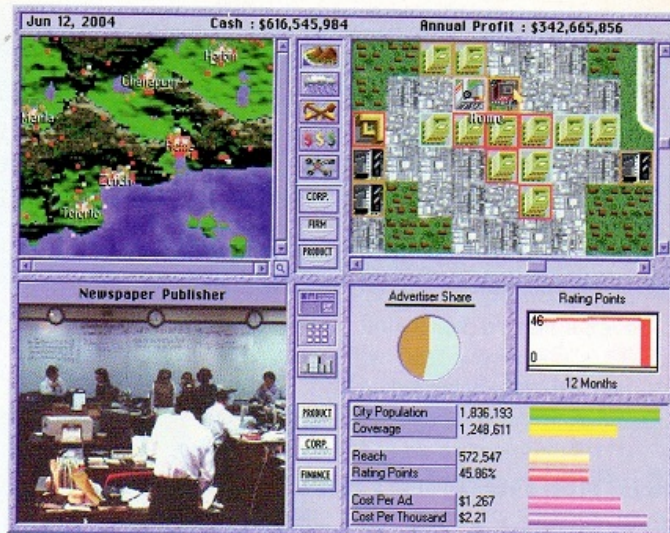 Jun 12, 2004 Cash : $616,545,984 Annual Profit : $342,665,856
Rome
Zurich
Toronto
CORP.
FIRM
PRODUCT
Rome
Newspaper Publisher
PRODUCT
CORP.
FINANCE
Advertiser Share
Rating Points
46
0
12 Months
City Population 1,836,193
Coverage 1,248,611
Reach 572,547
Rating Points 45.86%
Cost Per Ad. $1,267
Cost Per Thousand $2.21